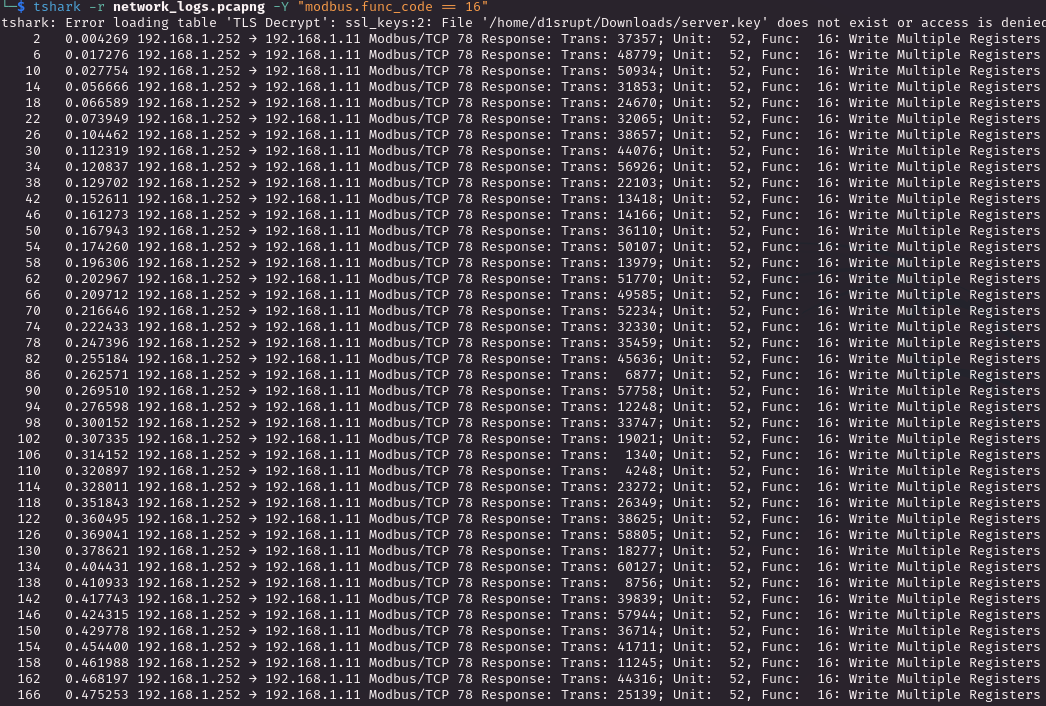 └─$ tshark -r network_logs.pcapng -Y "modbus.func_code == 16"
tshark: Error loading table 'TLS Decrypt': ssl_keys:2: File '/home/d1srupt/Downloads/server.key' does not exist or access is denied
2 0.004269 192.168.1.252 → 192.168.1.11 Modbus/TCP 78 Response: Trans: 37357; Unit: 52, Func: 16: Write Multiple Registers
6 0.017276 192.168.1.252 → 192.168.1.11 Modbus/TCP 78 Response: Trans: 48779; Unit: 52, Func: 16: Write Multiple Registers
10 0.027754 192.168.1.252 → 192.168.1.11 Modbus/TCP 78 Response: Trans: 50934; Unit: 52, Func: 16: Write Multiple Registers
14 0.056666 192.168.1.252 → 192.168.1.11 Modbus/TCP 78 Response: Trans: 31853; Unit: 52, Func: 16: Write Multiple Registers
18 0.066589 192.168.1.252 → 192.168.1.11 Modbus/TCP 78 Response: Trans: 24670; Unit: 52, Func: 16: Write Multiple Registers
22 0.073949 192.168.1.252 → 192.168.1.11 Modbus/TCP 78 Response: Trans: 32065; Unit: 52, Func: 16: Write Multiple Registers
26 0.104462 192.168.1.252 → 192.168.1.11 Modbus/TCP 78 Response: Trans: 38657; Unit: 52, Func: 16: Write Multiple Registers
30 0.112319 192.168.1.252 → 192.168.1.11 Modbus/TCP 78 Response: Trans: 44076; Unit: 52, Func: 16: Write Multiple Registers
34 0.120837 192.168.1.252 → 192.168.1.11 Modbus/TCP 78 Response: Trans: 56926; Unit: 52, Func: 16: Write Multiple Registers
38 0.129702 192.168.1.252 → 192.168.1.11 Modbus/TCP 78 Response: Trans: 22103; Unit: 52, Func: 16: Write Multiple Registers
42 0.152611 192.168.1.252 → 192.168.1.11 Modbus/TCP 78 Response: Trans: 13418; Unit: 52, Func: 16: Write Multiple Registers
46 0.161273 192.168.1.252 → 192.168.1.11 Modbus/TCP 78 Response: Trans: 14166; Unit: 52, Func: 16: Write Multiple Registers
50 0.167943 192.168.1.252 → 192.168.1.11 Modbus/TCP 78 Response: Trans: 36110; Unit: 52, Func: 16: Write Multiple Registers
54 0.174260 192.168.1.252 → 192.168.1.11 Modbus/TCP 78 Response: Trans: 50107; Unit: 52, Func: 16: Write Multiple Registers
58 0.196306 192.168.1.252 → 192.168.1.11 Modbus/TCP 78 Response: Trans: 13979; Unit: 52, Func: 16: Write Multiple Registers
62 0.202967 192.168.1.252 → 192.168.1.11 Modbus/TCP 78 Response: Trans: 51770; Unit: 52, Func: 16: Write Multiple Registers
66 0.209712 192.168.1.252 → 192.168.1.11 Modbus/TCP 78 Response: Trans: 49585; Unit: 52, Func: 16: Write Multiple Registers
70 0.216646 192.168.1.252 → 192.168.1.11 Modbus/TCP 78 Response: Trans: 52234; Unit: 52, Func: 16: Write Multiple Registers
74 0.222433 192.168.1.252 → 192.168.1.11 Modbus/TCP 78 Response: Trans: 32330; Unit: 52, Func: 16: Write Multiple Registers
78 0.247396 192.168.1.252 → 192.168.1.11 Modbus/TCP 78 Response: Trans: 35459; Unit: 52, Func: 16: Write Multiple Registers
82 0.255184 192.168.1.252 → 192.168.1.11 Modbus/TCP 78 Response: Trans: 45636; Unit: 52, Func: 16: Write Multiple Registers
86 0.262571 192.168.1.252 → 192.168.1.11 Modbus/TCP 78 Response: Trans: 6877; Unit: 52, Func: 16: Write Multiple Registers
90 0.269510 192.168.1.252 → 192.168.1.11 Modbus/TCP 78 Response: Trans: 57758; Unit: 52, Func: 16: Write Multiple Registers
94 0.276598 192.168.1.252 → 192.168.1.11 Modbus/TCP 78 Response: Trans: 12248; Unit: 52, Func: 16: Write Multiple Registers
98 0.300152 192.168.1.252 → 192.168.1.11 Modbus/TCP 78 Response: Trans: 33747; Unit: 52, Func: 16: Write Multiple Registers
102 0.307335 192.168.1.252 → 192.168.1.11 Modbus/TCP 78 Response: Trans: 19021; Unit: 52, Func: 16: Write Multiple Registers
106 0.314152 192.168.1.252 → 192.168.1.11 Modbus/TCP 78 Response: Trans: 1340; Unit: 52, Func: 16: Write Multiple Registers
110 0.320897 192.168.1.252 → 192.168.1.11 Modbus/TCP 78 Response: Trans: 4248; Unit: 52, Func: 16: Write Multiple Registers
114 0.328011 192.168.1.252 → 192.168.1.11 Modbus/TCP 78 Response: Trans: 23272; Unit: 52, Func: 16: Write Multiple Registers
118 0.351843 192.168.1.252 → 192.168.1.11 Modbus/TCP 78 Response: Trans: 26349; Unit: 52, Func: 16: Write Multiple Registers
122 0.360495 192.168.1.252 → 192.168.1.11 Modbus/TCP 78 Response: Trans: 38625; Unit: 52, Func: 16: Write Multiple Registers
126 0.369041 192.168.1.252 → 192.168.1.11 Modbus/TCP 78 Response: Trans: 58805; Unit: 52, Func: 16: Write Multiple Registers
130 0.378621 192.168.1.252 → 192.168.1.11 Modbus/TCP 78 Response: Trans: 18277; Unit: 52, Func: 16: Write Multiple Registers
134 0.404431 192.168.1.252 → 192.168.1.11 Modbus/TCP 78 Response: Trans: 60127; Unit: 52, Func: 16: Write Multiple Registers
138 0.410933 192.168.1.252 → 192.168.1.11 Modbus/TCP 78 Response: Trans: 8756; Unit: 52, Func: 16: Write Multiple Registers
142 0.417743 192.168.1.252 → 192.168.1.11 Modbus/TCP 78 Response: Trans: 39839; Unit: 52, Func: 16: Write Multiple Registers
146 0.424315 192.168.1.252 → 192.168.1.11 Modbus/TCP 78 Response: Trans: 57944; Unit: 52, Func: 16: Write Multiple Registers
150 0.429778 192.168.1.252 → 192.168.1.11 Modbus/TCP 78 Response: Trans: 36714; Unit: 52, Func: 16: Write Multiple Registers
154 0.454400 192.168.1.252 → 192.168.1.11 Modbus/TCP 78 Response: Trans: 41711; Unit: 52, Func: 16: Write Multiple Registers
158 0.461988 192.168.1.252 → 192.168.1.11 Modbus/TCP 78 Response: Trans: 11245; Unit: 52, Func: 16: Write Multiple Registers
162 0.468197 192.168.1.252 → 192.168.1.11 Modbus/TCP 78 Response: Trans: 44316; Unit: 52, Func: 16: Write Multiple Registers
166 0.475253 192.168.1.252 → 192.168.1.11 Modbus/TCP 78 Response: Trans: 25139; Unit: 52, Func: 16: Write Multiple Registers